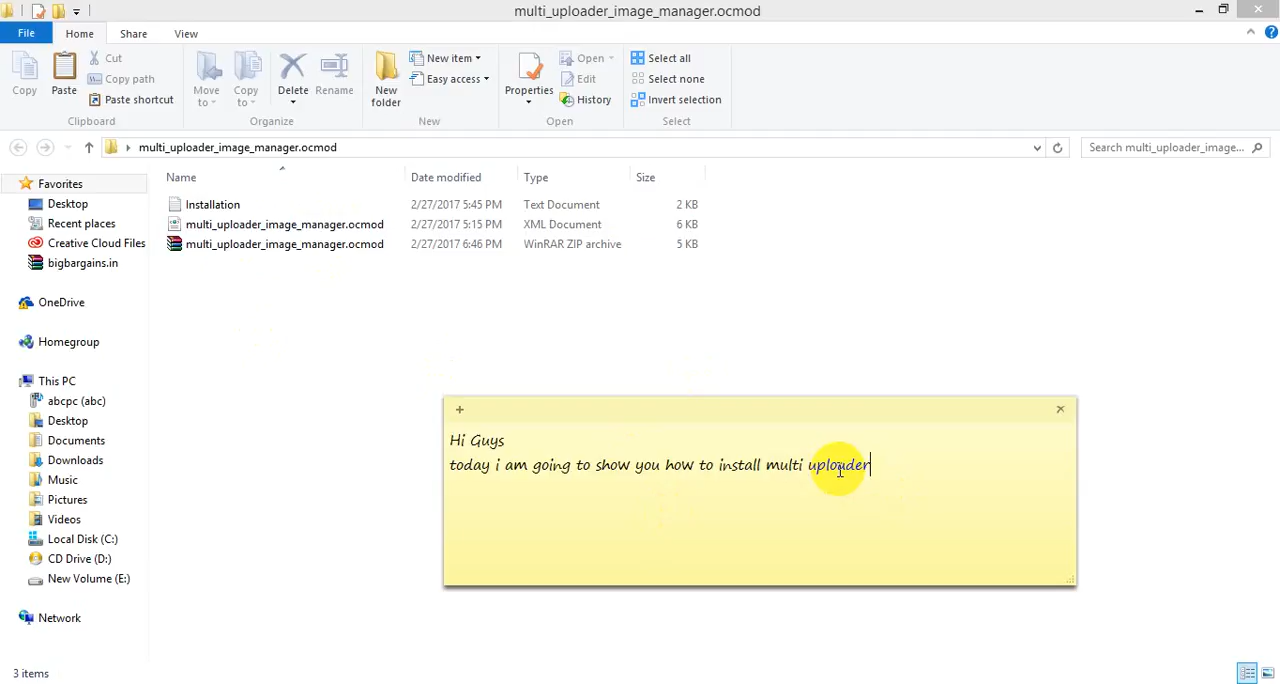 multi_uploader_image_manager.ocmod
File Home Share View
Copy
Paste
Cut
Copy path
Paste shortcut
Clipboard
Move to
Copy to
Delete
Rename
Organize
New folder
New item
Easy access
New
Properties
Open
Edit
History
Open
Select all
Select none
Invert selection
Select
multi_uploader_image_manager.ocmod
Search multi_uploader_image...
Name Date modified Type Size
Installation 2/27/2017 5:45 PM Text Document 2 KB
multi_uploader_image_manager.ocmod 2/27/2017 5:15 PM XML Document 6 KB
multi_uploader_image_manager.ocmod 2/27/2017 6:46 PM WinRAR ZIP archive 5 KB
Favorites
Desktop
Recent places
Creative Cloud Files
bigbargains.in
OneDrive
Homegroup
This PC
abcpc (abc)
Desktop
Documents
Downloads
Music
Pictures
Videos
Local Disk (C:)
CD Drive (D:)
New Volume (E:)
Network
Hi Guys
today i am going to show you how to install multi uplouder
3 items